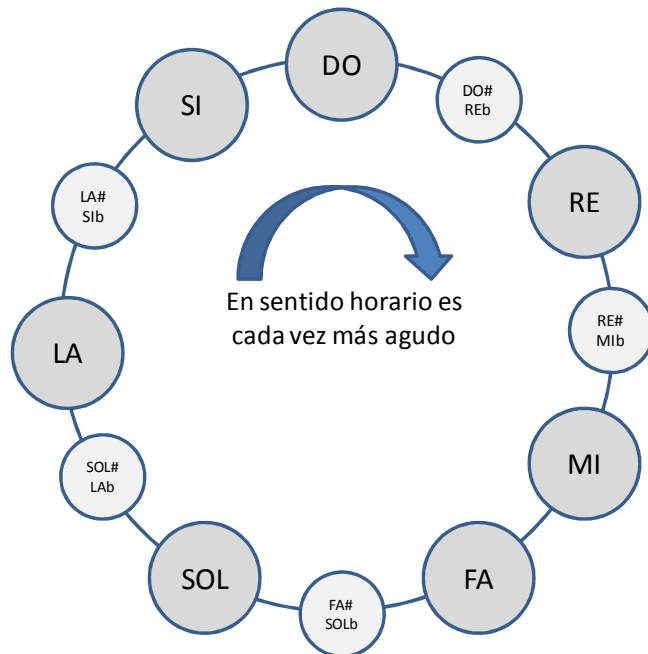 DO
DO#
REb
RE
RE#
MIb
MI
FA
FA#
SOLb
SOL
SOL#
LAb
LA
LA#
SIb
SI
En sentido horario es
cada vez más agudo